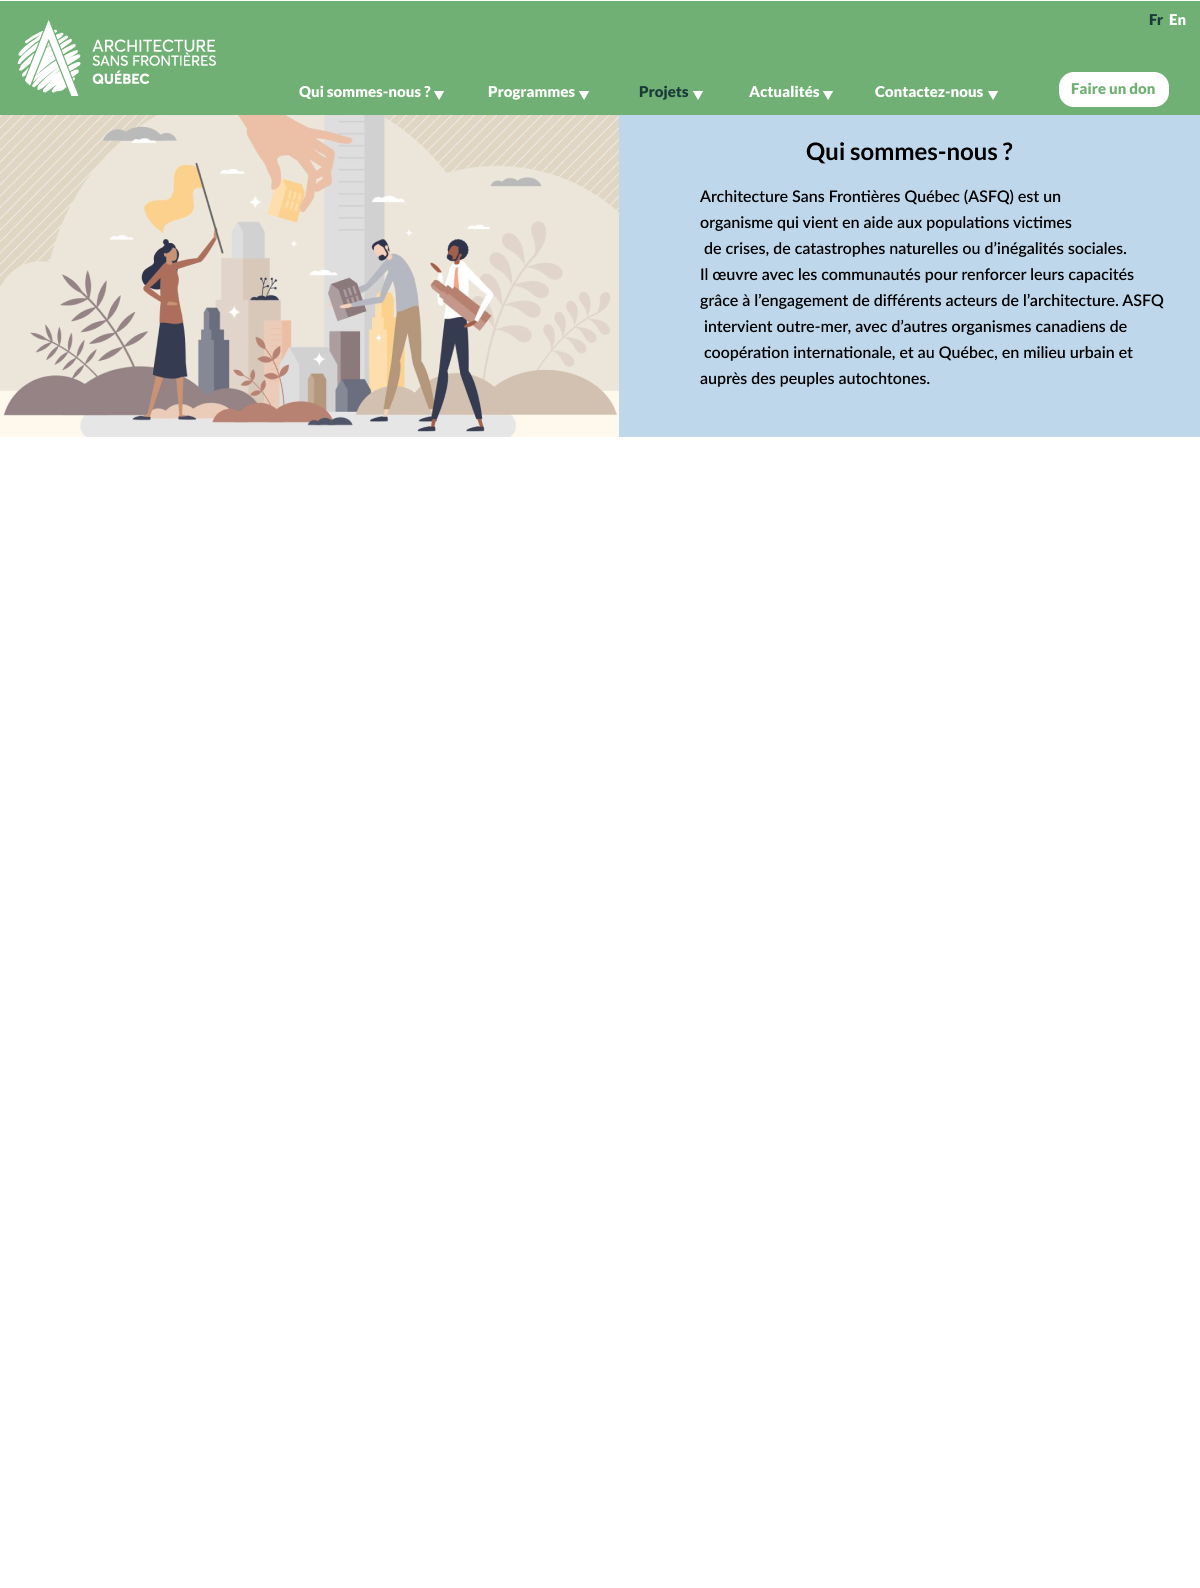 Fr En
ARCHITECTURE
SANS FRONTIÈRES
QUÉBEC
Qui sommes-nous ? Programmes Projets Actualités Contactez-nous Faire un don
Qui sommes-nous ?
Architecture Sans Frontières Québec (ASFQ) est un
organisme qui vient en aide aux populations victimes
de crises, de catastrophes naturelles ou d’inégalités sociales.
Il œuvre avec les communautés pour renforcer leurs capacités
grâce à l’engagement de différents acteurs de l’architecture. ASFQ
intervient outre-mer, avec d’autres organismes canadiens de
coopération internationale, et au Québec, en milieu urbain et
auprès des peuples autochtones.